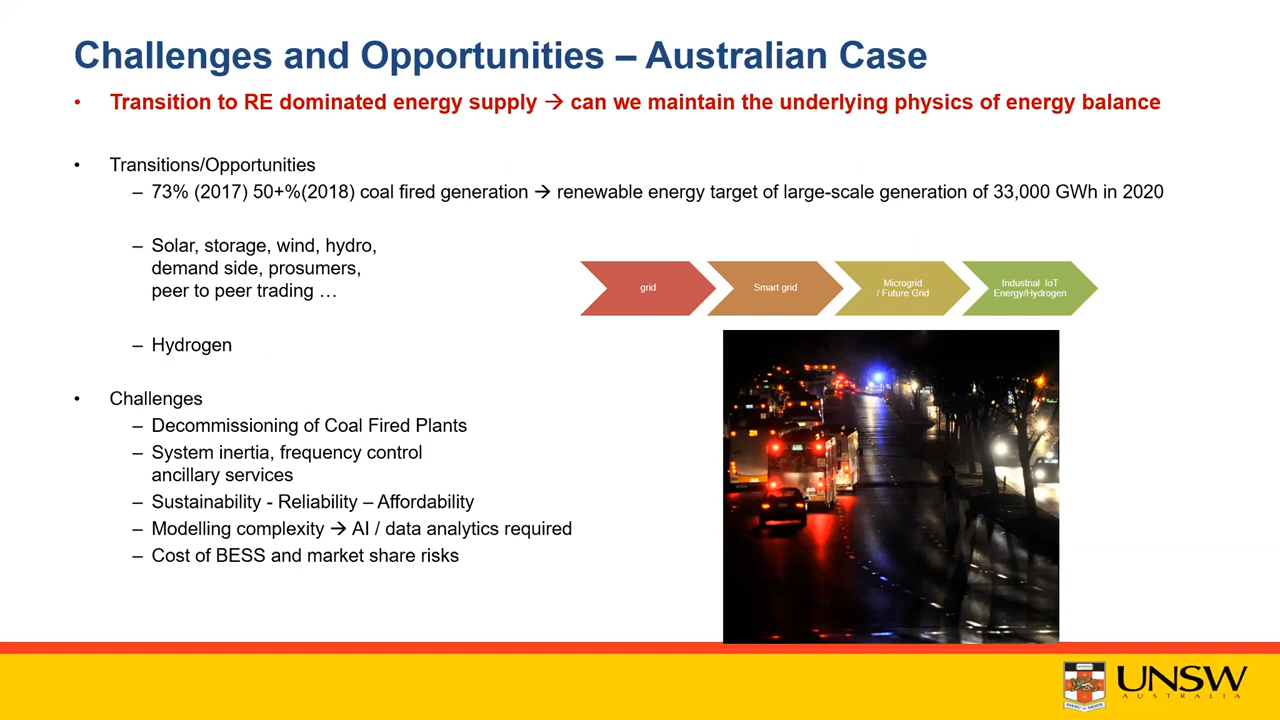 Challenges and Opportunities – Australian Case
• Transition to RE dominated energy supply → can we maintain the underlying physics of energy balance
• Transitions/Opportunities
– 73% (2017) 50+%(2018) coal fired generation → renewable energy target of large-scale generation of 33,000 GWh in 2020
– Solar, storage, wind, hydro,
demand side, prosumers,
peer to peer trading …
grid
Smart grid
Microgrid
/ Future Grid
Industrial IoT
Energy/Hydrogen
– Hydrogen
• Challenges
– Decommissioning of Coal Fired Plants
– System inertia, frequency control
ancillary services
– Sustainability - Reliability – Affordability
– Modelling complexity → AI / data analytics required
– Cost of BESS and market share risks
UNSW
AUSTRALIA